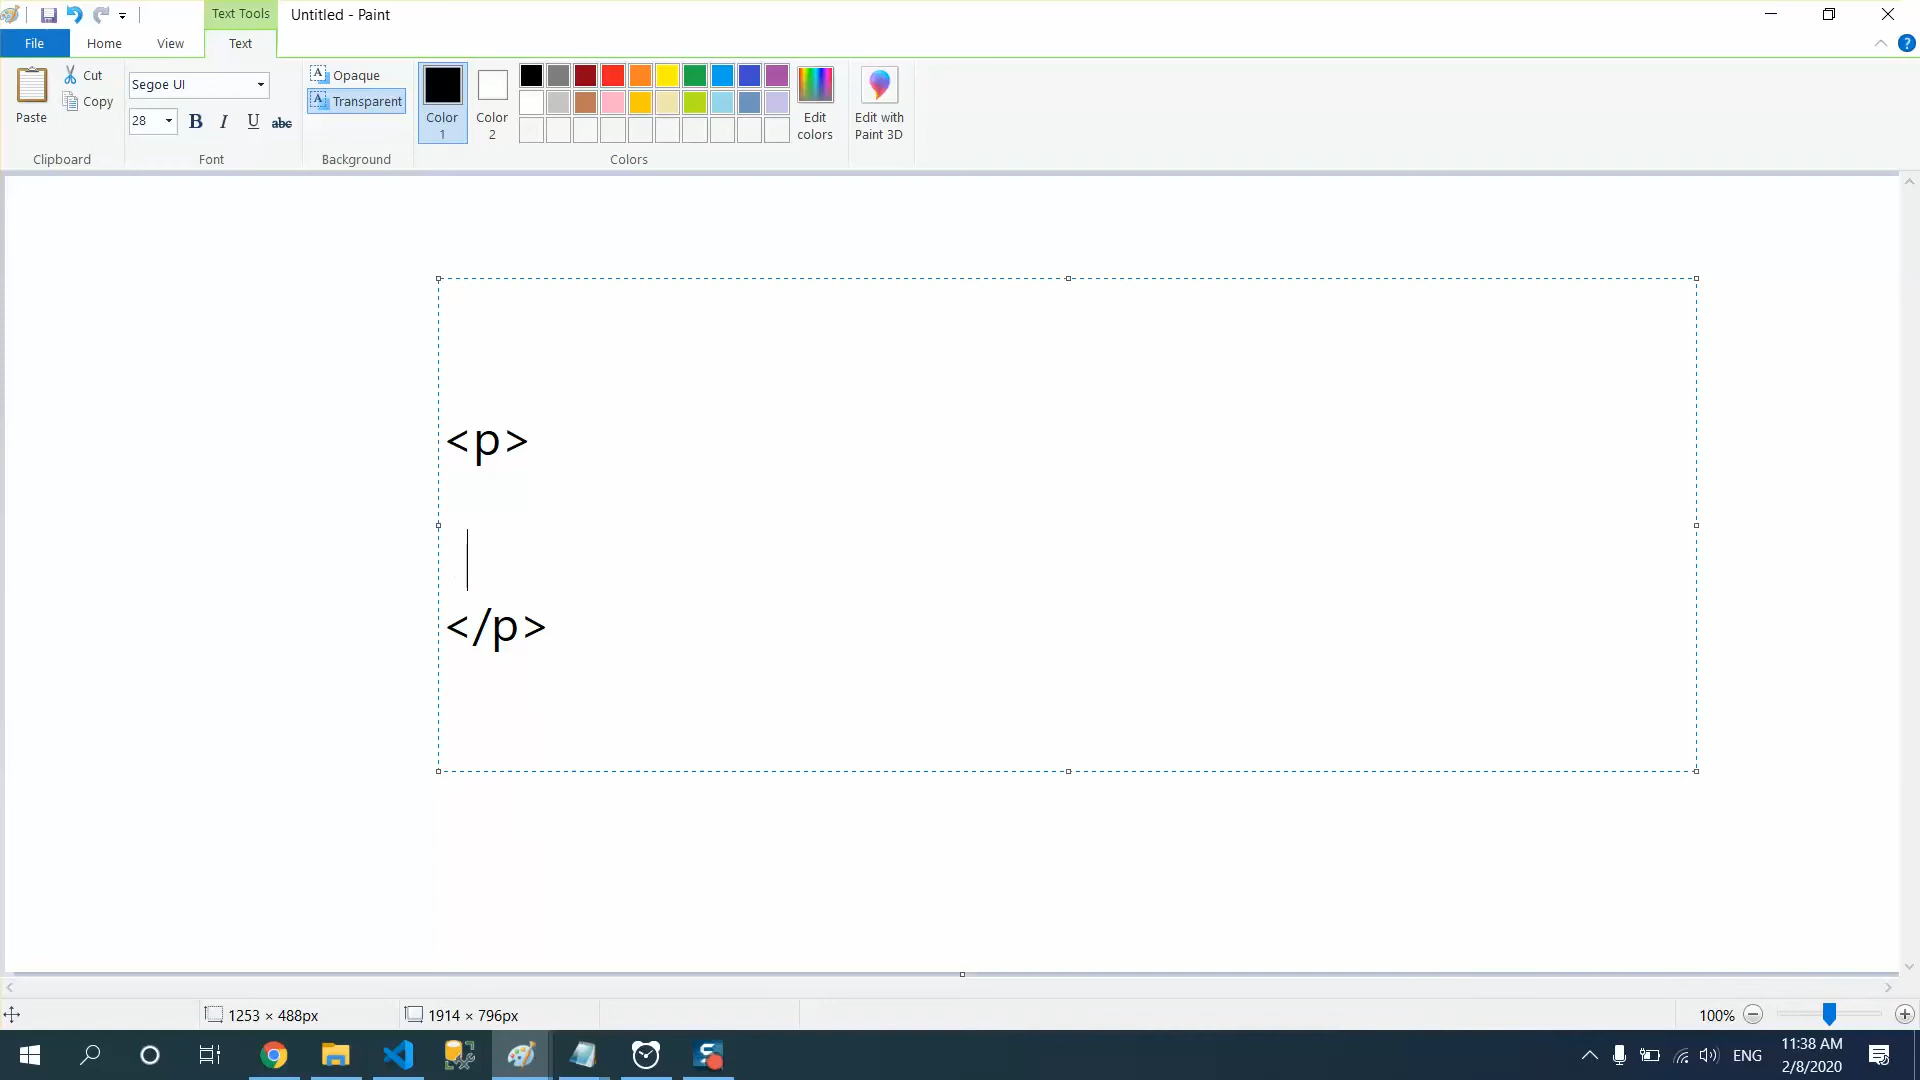 Text Tools
Untitled - Paint
File
Home
View
Text
Paste
Cut
Copy
Clipboard
Segoe UI
28
B
I
U
abc
Font
Opaque
Transparent
Background
Color
1
Color
2
Edit
colors
Colors
Edit with
Paint 3D
<p>
</p>
1253 × 488px
1914 × 796px
100%
ENG
11:38 AM
2/8/2020